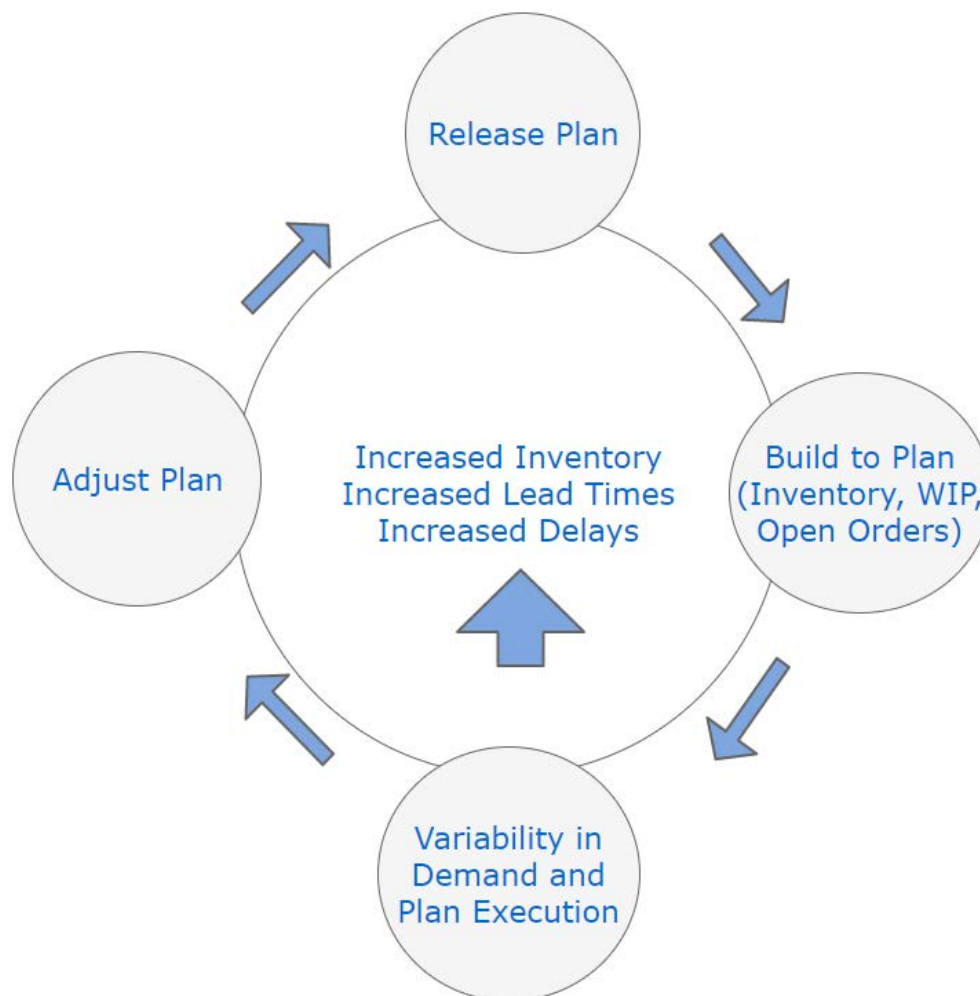 Release Plan
Adjust Plan
Increased Inventory
Increased Lead Times
Increased Delays
Build to Plan
(Inventory, WIP,
Open Orders)
Variability in
Demand and
Plan Execution